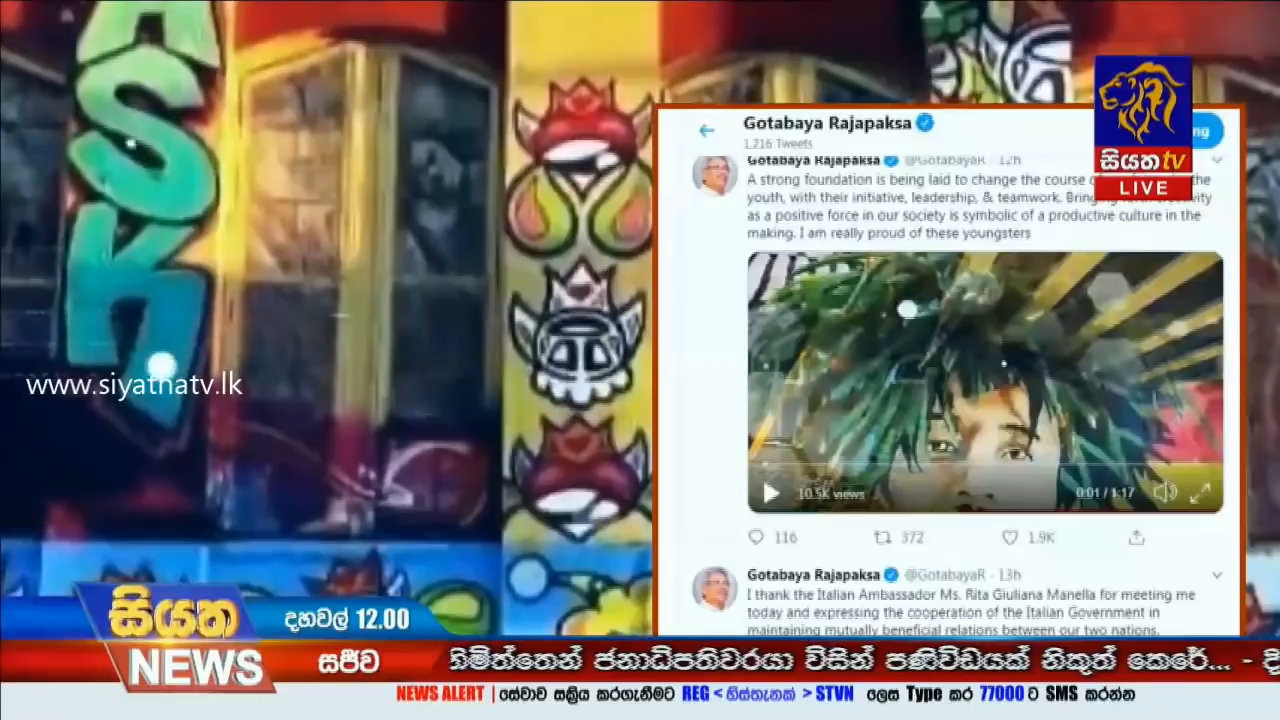 ASK
Gotabaya Rajapaksa
1,216 Tweets
ng
සියත tv
LIVE
Gotabaya Rajapaksa @GotabayaR · 12h
A strong foundation is being laid to change the course the
youth, with their initiative, leadership, & teamwork.
as a positive force in our society is symbolic of a productive culture in the
making. I am really proud of these youngsters
10.5K views
0:01 / 1:17
116 372 1.9K
Gotabaya Rajapaksa @GotabayaR · 13h
I thank the Italian Ambassador Ms. Rita Giuliana Manella for meeting me
today and expressing the cooperation of the Italian Government in
maintaining mutually beneficial relations between our two nations.
www.siyathatv.lk
සියත
NEWS
දහවල් 12.00
සජීව
නිමිත්තෙන් ජනාධිපතිවරයා විසින් පණිවිඩයක් නිකුත් කෙරේ... - දි
NEWS ALERT | සේවාව සක්‍රිය කරගැනීමට REG < හිස්තැනක් > STVN ලෙස Type කර 77000 ට SMS කරන්න